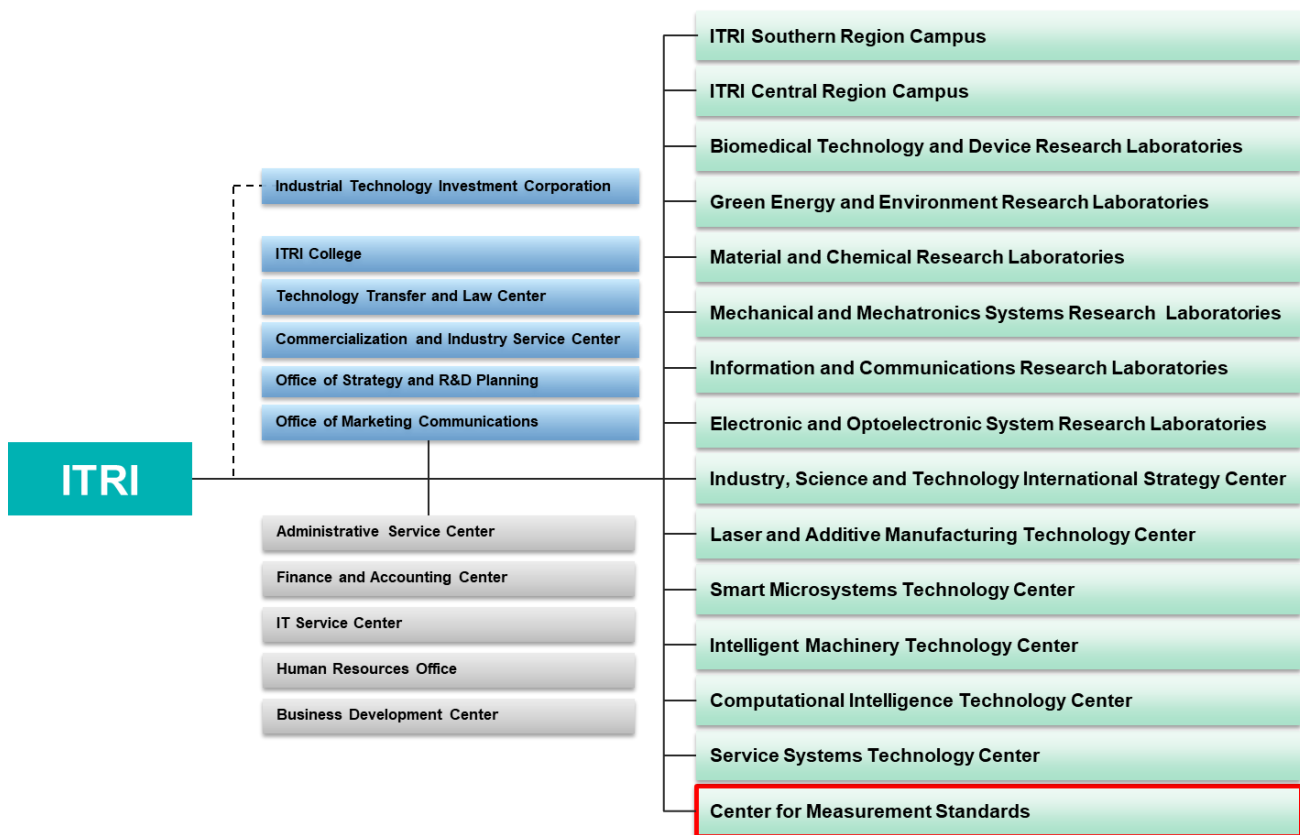 ITRI
Industrial Technology Investment Corporation
ITRI College
Technology Transfer and Law Center
Commercialization and Industry Service Center
Office of Strategy and R&D Planning
Office of Marketing Communications
Administrative Service Center
Finance and Accounting Center
IT Service Center
Human Resources Office
Business Development Center
ITRI Southern Region Campus
ITRI Central Region Campus
Biomedical Technology and Device Research Laboratories
Green Energy and Environment Research Laboratories
Material and Chemical Research Laboratories
Mechanical and Mechatronics Systems Research Laboratories
Information and Communications Research Laboratories
Electronic and Optoelectronic System Research Laboratories
Industry, Science and Technology International Strategy Center
Laser and Additive Manufacturing Technology Center
Smart Microsystems Technology Center
Intelligent Machinery Technology Center
Computational Intelligence Technology Center
Service Systems Technology Center
Center for Measurement Standards